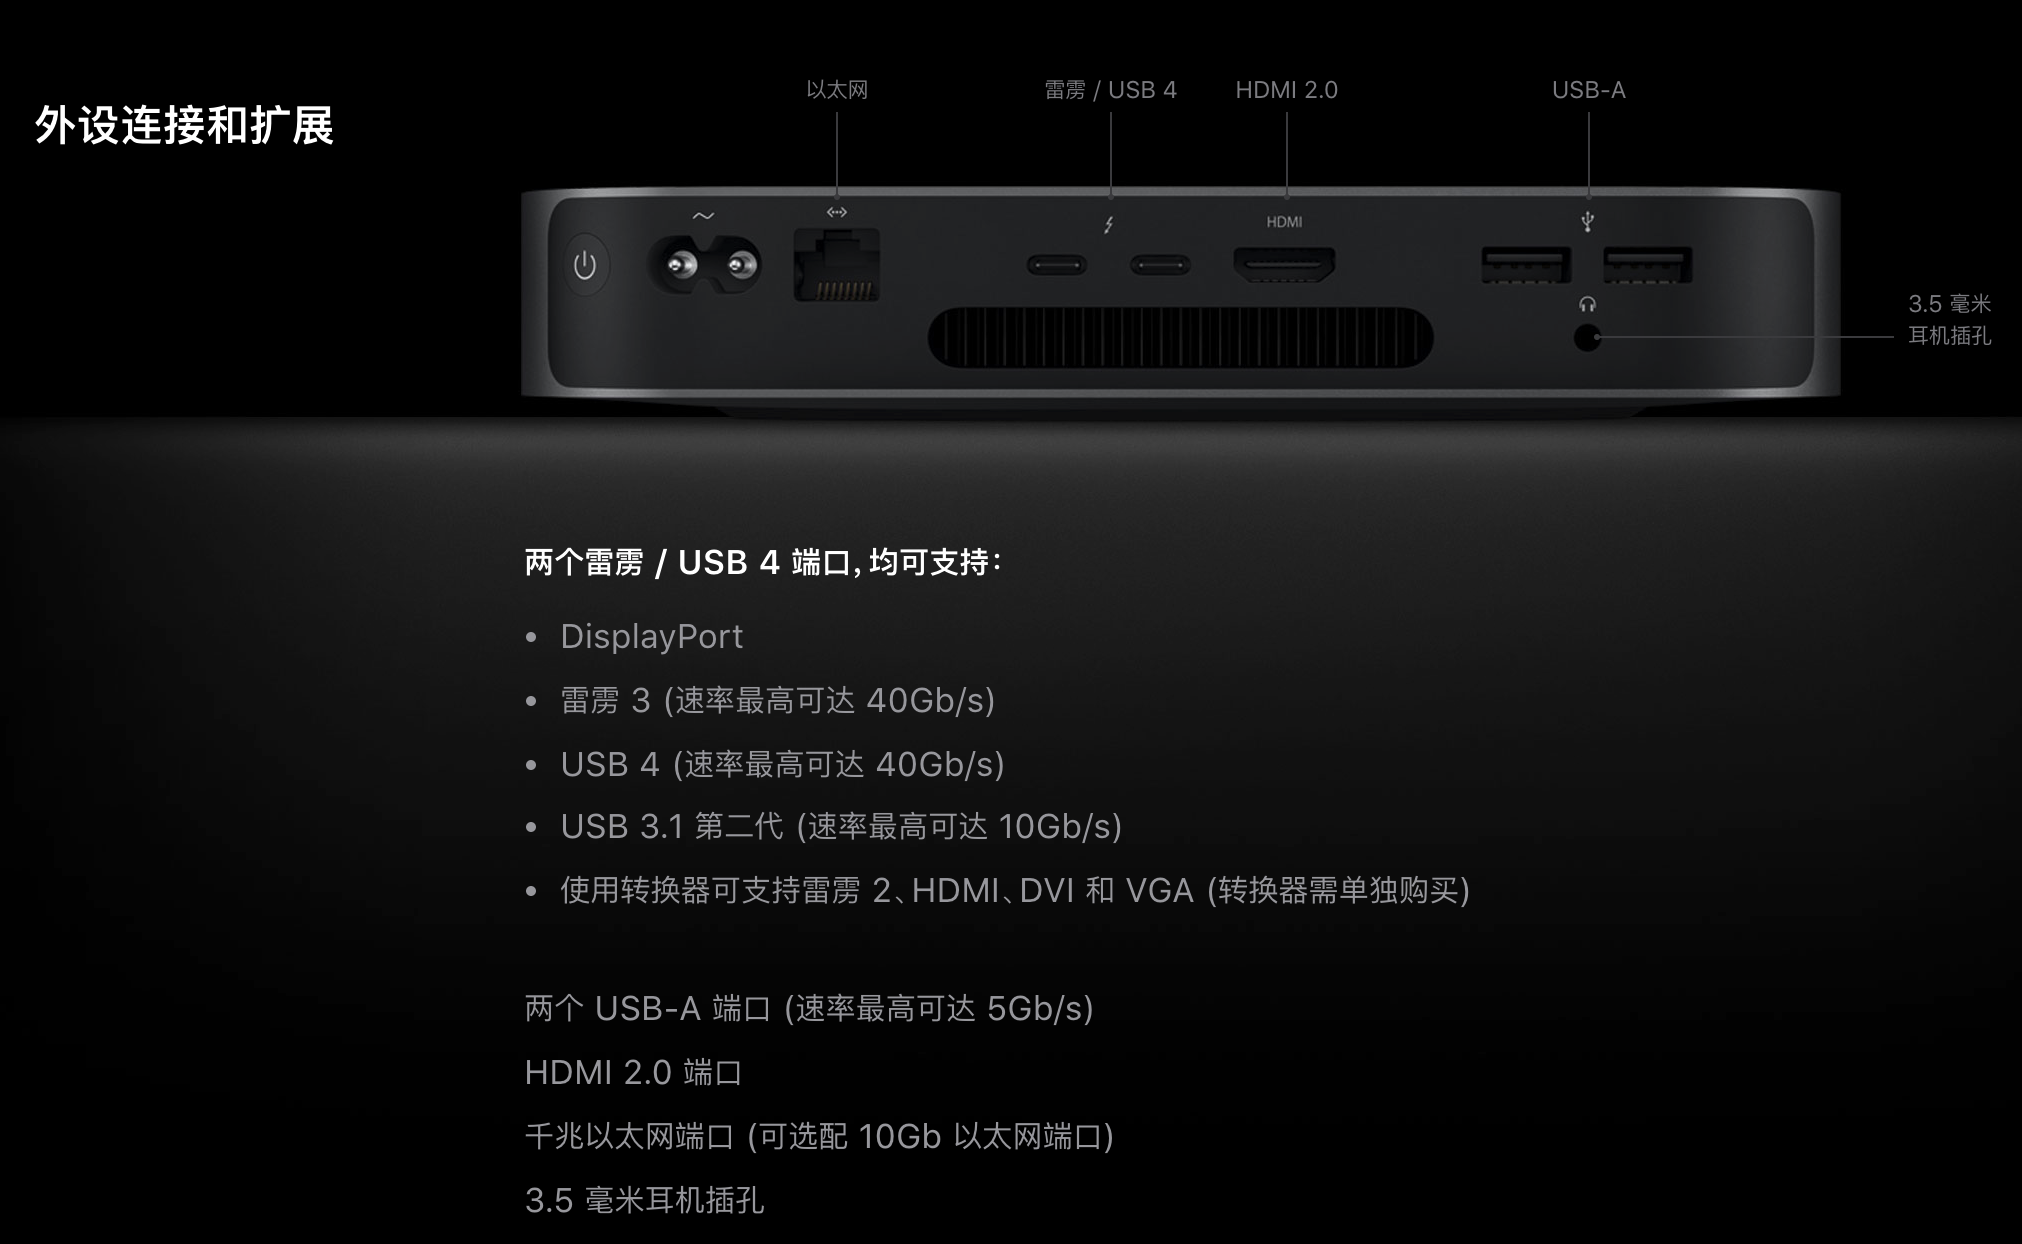 外设连接和扩展
以太网
雷雳 / USB 4
HDMI 2.0
USB-A
HDMI
3.5 毫米
耳机插孔
两个雷雳 / USB 4 端口，均可支持：
• DisplayPort
• 雷雳 3 (速率最高可达 40Gb/s)
• USB 4 (速率最高可达 40Gb/s)
• USB 3.1 第二代 (速率最高可达 10Gb/s)
• 使用转换器可支持雷雳 2、HDMI、DVI 和 VGA (转换器需单独购买)
两个 USB-A 端口 (速率最高可达 5Gb/s)
HDMI 2.0 端口
千兆以太网端口 (可选配 10Gb 以太网端口)
3.5 毫米耳机插孔